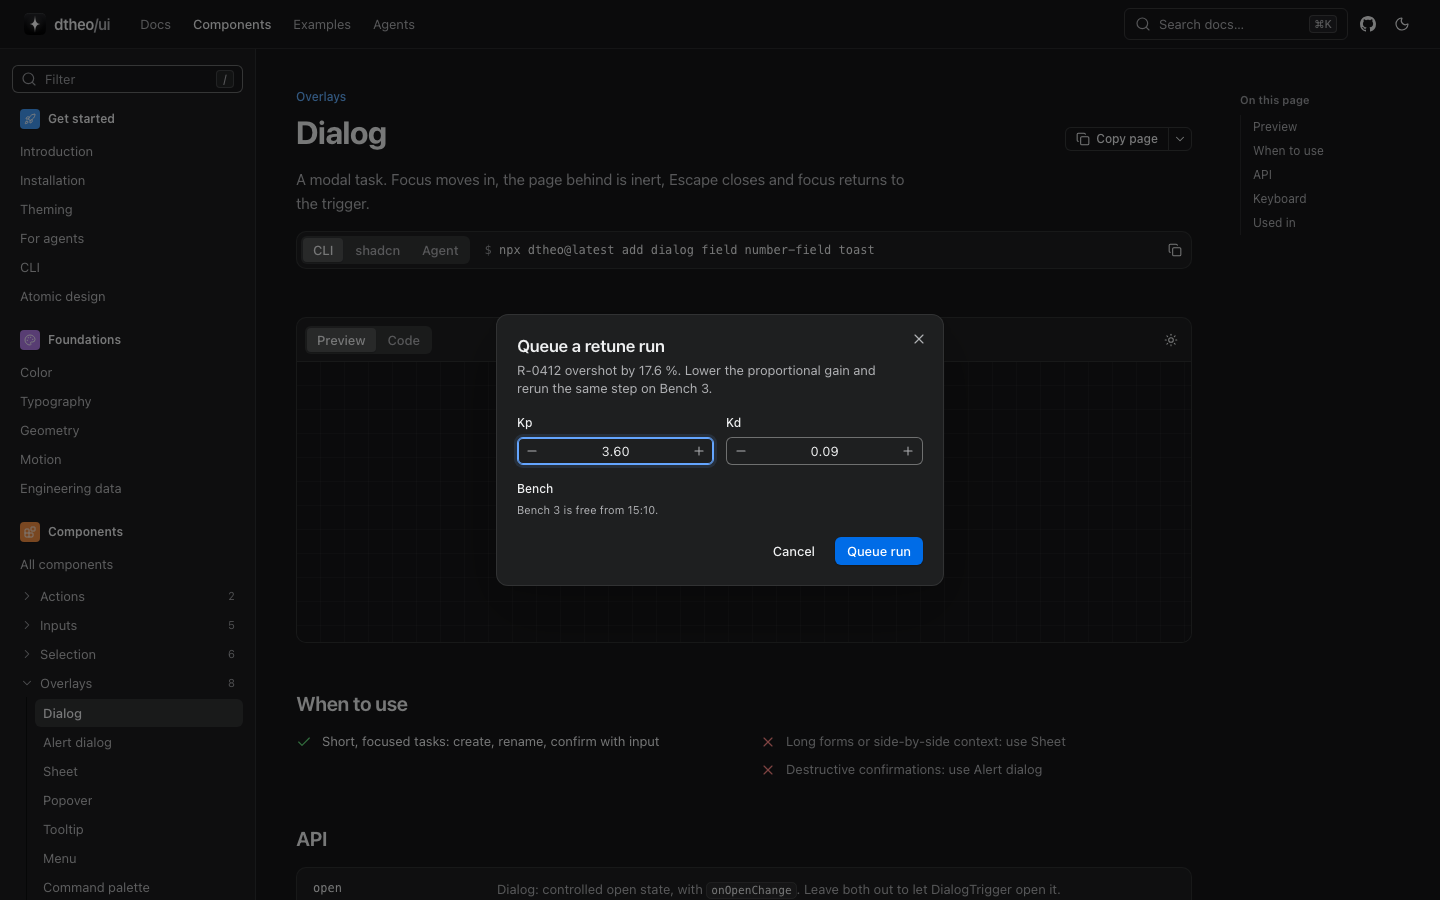 dtheo/ui
Docs
Components
Examples
Agents
Search docs...
⌘K
Filter
/
Get started
Introduction
Installation
Theming
For agents
CLI
Atomic design
Foundations
Color
Typography
Geometry
Motion
Engineering data
Components
All components
Actions 2
Inputs 5
Selection 6
Overlays 8
Dialog
Alert dialog
Sheet
Popover
Tooltip
Menu
Command palette
Overlays
Dialog
Copy page
A modal task. Focus moves in, the page behind is inert, Escape closes and focus returns to
the trigger.
CLI
shadcn
Agent
$ npx dtheo@latest add dialog field number-field toast
Preview
Code
Queue a retune run
R-0412 overshot by 17.6 %. Lower the proportional gain and
rerun the same step on Bench 3.
Kp
Kd
3.60
0.09
Bench
Bench 3 is free from 15:10.
Cancel
Queue run
When to use
Short, focused tasks: create, rename, confirm with input
Long forms or side-by-side context: use Sheet
Destructive confirmations: use Alert dialog
API
open
Dialog: controlled open state, with onOpenChange. Leave both out to let DialogTrigger open it.
On this page
Preview
When to use
API
Keyboard
Used in